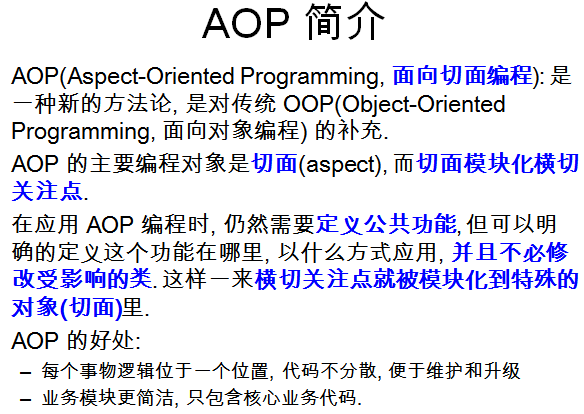 AOP 简介
AOP(Aspect-Oriented Programming, 面向切面编程): 是
一种新的方法论, 是对传统 OOP(Object-Oriented
Programming, 面向对象编程) 的补充.
AOP 的主要编程对象是切面(aspect), 而切面模块化横切
关注点.
在应用 AOP 编程时, 仍然需要定义公共功能, 但可以明
确的定义这个功能在哪里, 以什么方式应用, 并且不必修
改受影响的类. 这样一来横切关注点就被模块化到特殊的
对象(切面)里.
AOP 的好处:
– 每个事物逻辑位于一个位置, 代码不分散, 便于维护和升级
– 业务模块更简洁, 只包含核心业务代码.